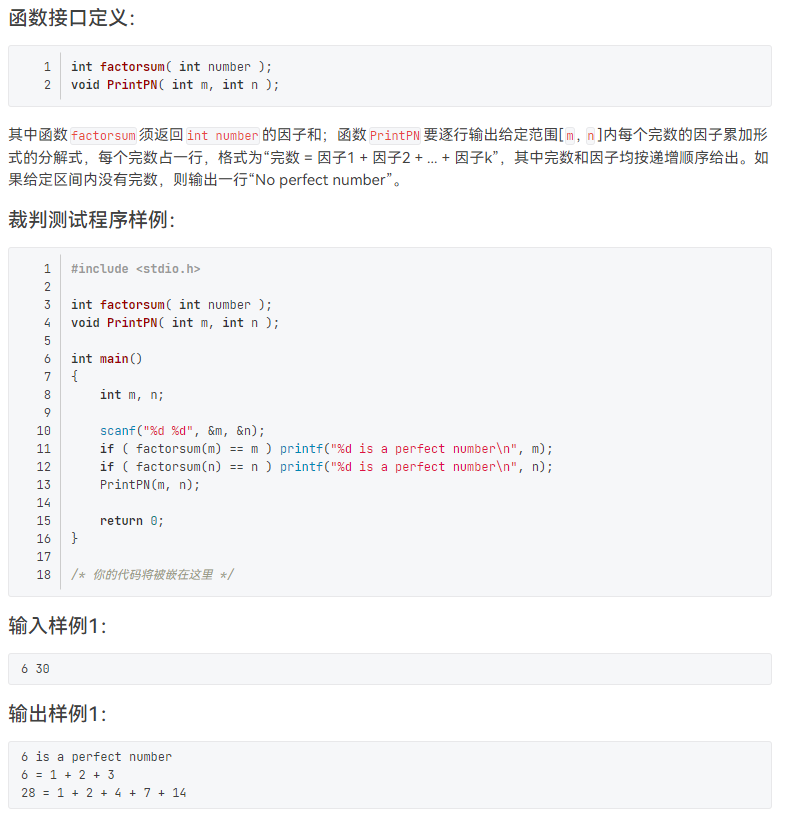 函数接口定义：
1 int factorsum( int number );
2 void PrintPN( int m, int n );
其中函数factorsum须返回int number的因子和；函数PrintPN要逐行输出给定范围[m, n]内每个完数的因子累加形
式的分解式，每个完数占一行，格式为“完数 = 因子1 + 因子2 + ... + 因子k”，其中完数和因子均按递增顺序给出。如
果给定区间内没有完数，则输出一行“No perfect number”。
裁判测试程序样例：
1 #include <stdio.h>
2
3 int factorsum( int number );
4 void PrintPN( int m, int n );
5
6 int main()
7 {
8     int m, n;
9
10     scanf("%d %d", &m, &n);
11     if ( factorsum(m) == m ) printf("%d is a perfect number\n", m);
12     if ( factorsum(n) == n ) printf("%d is a perfect number\n", n);
13     PrintPN(m, n);
14
15     return 0;
16 }
17
18 /* 你的代码将被嵌在这里 */
输入样例1：
6 30
输出样例1：
6 is a perfect number
6 = 1 + 2 + 3
28 = 1 + 2 + 4 + 7 + 14